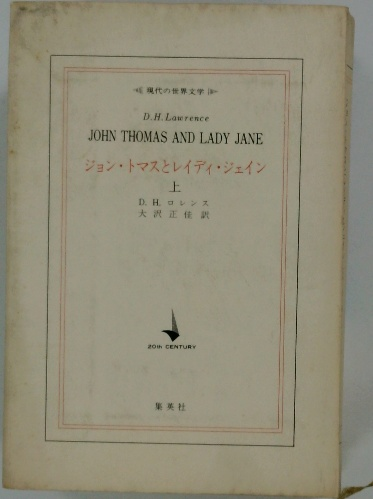 現代の世界文学
D.H.Lawrence
JOHN THOMAS AND LADY JANE
ジョン・トマスとレイディ・ジェイン
上
D. H. ロレンス
大沢正佳訳
20th CENTURY
集英社